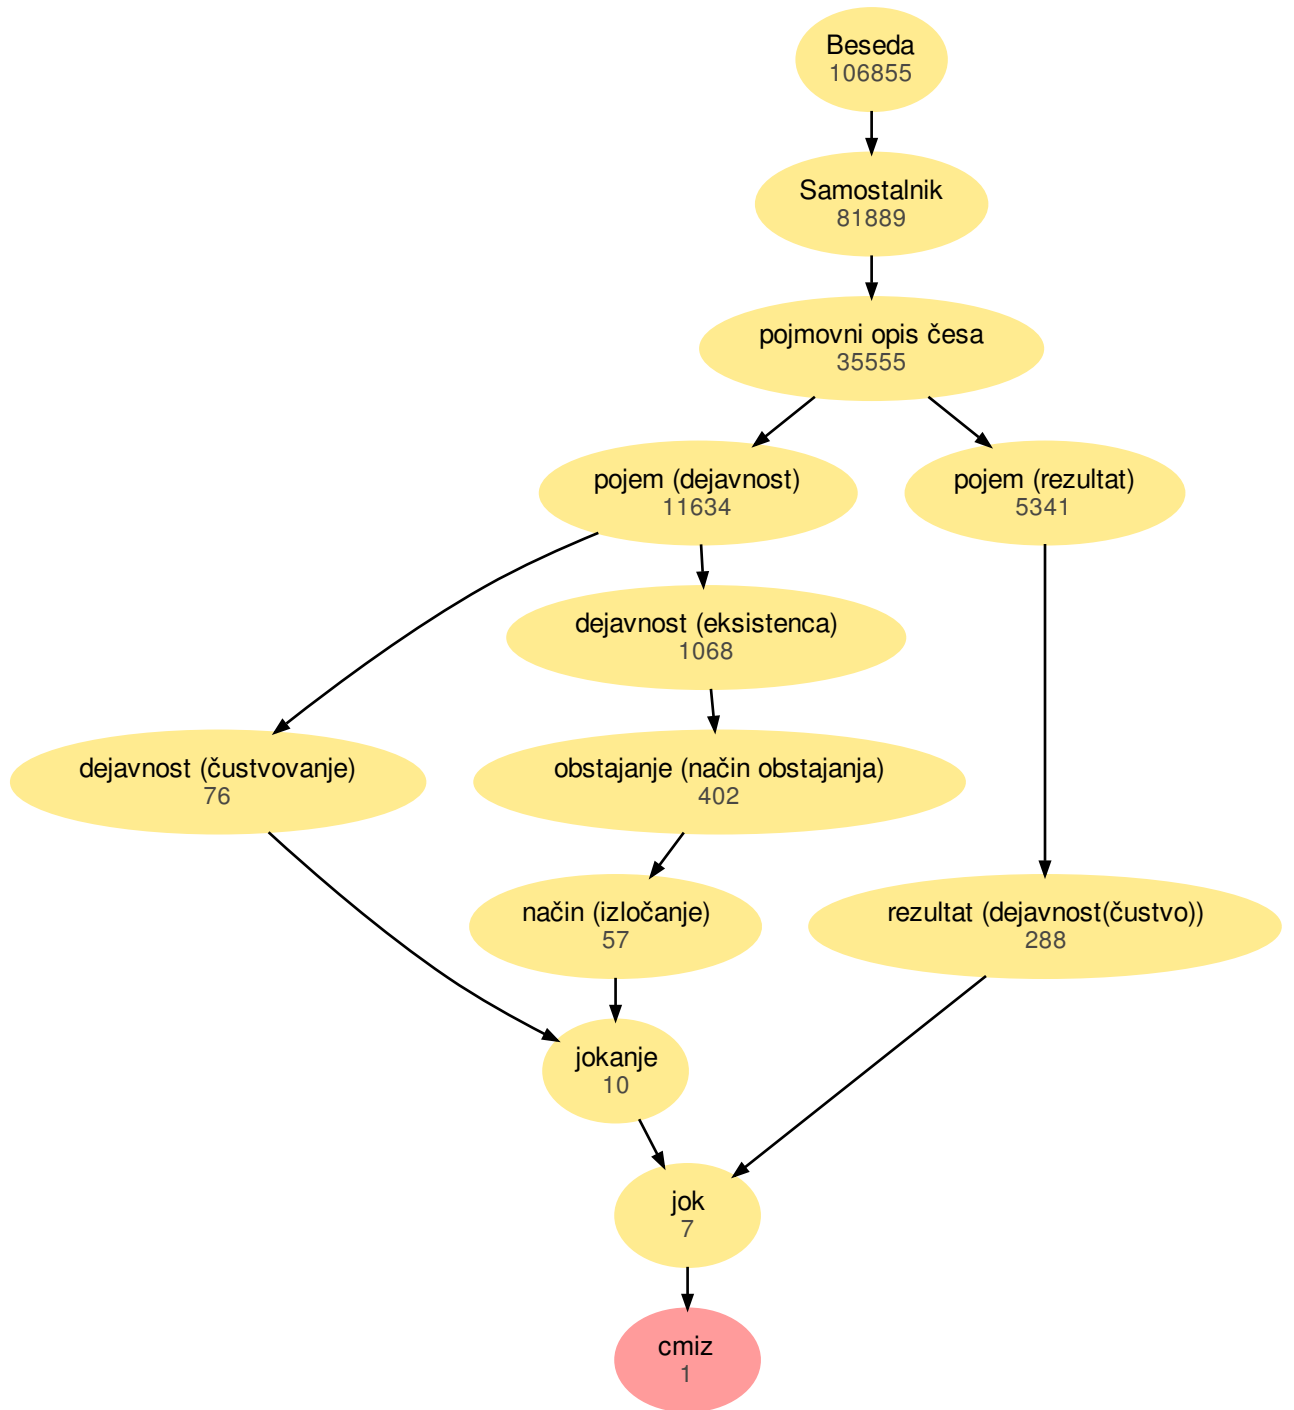 Beseda
106855
Samostalnik
81889
pojmovni opis česa
35555
pojem (dejavnost)
11634
pojem (rezultat)
5341
dejavnost (eksistenca)
1068
dejavnost (čustvovanje)
76
obstajanje (način obstajanja)
402
način (izločanje)
57
rezultat (dejavnost(čustvo))
288
jokanje
10
jok
7
cmiz
1